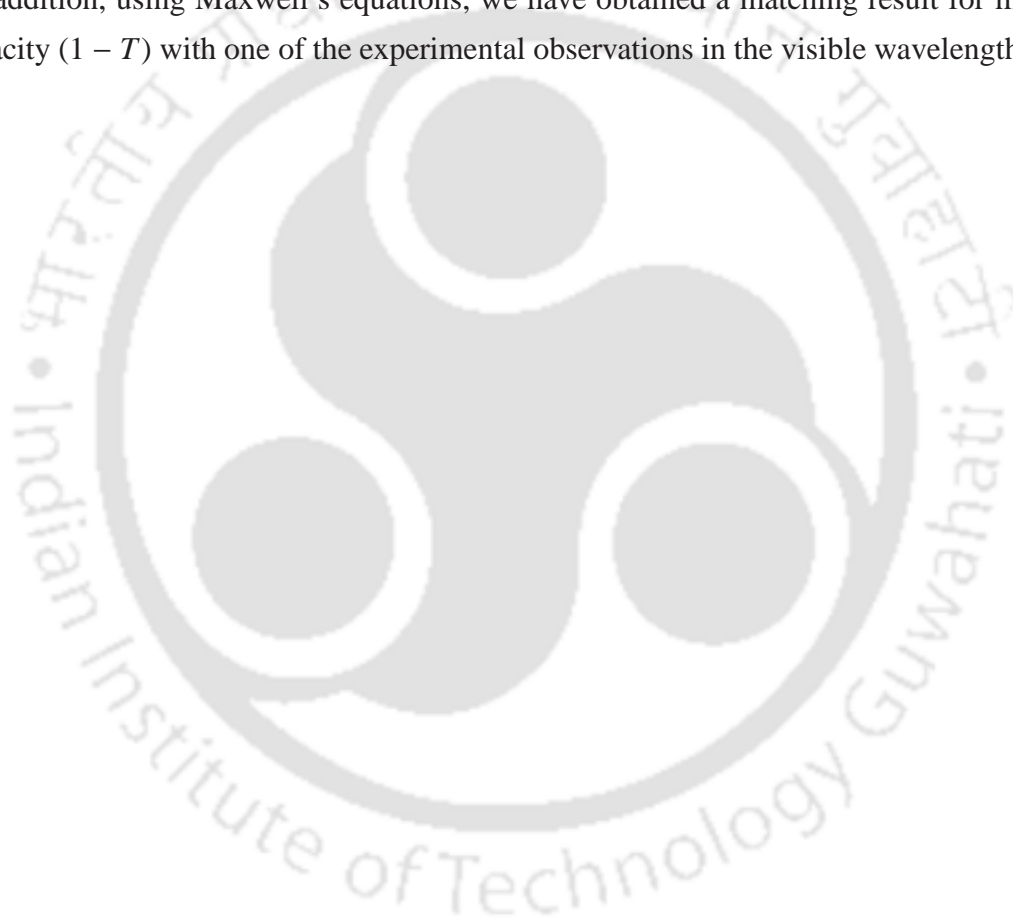 addition, using Maxwell's equations, we have obtained a matching result for
acity (1 − T) with one of the experimental observations in the visible wavelength
भारतीय
गुवाहाटी
Indian Institute of Technology Guwahati